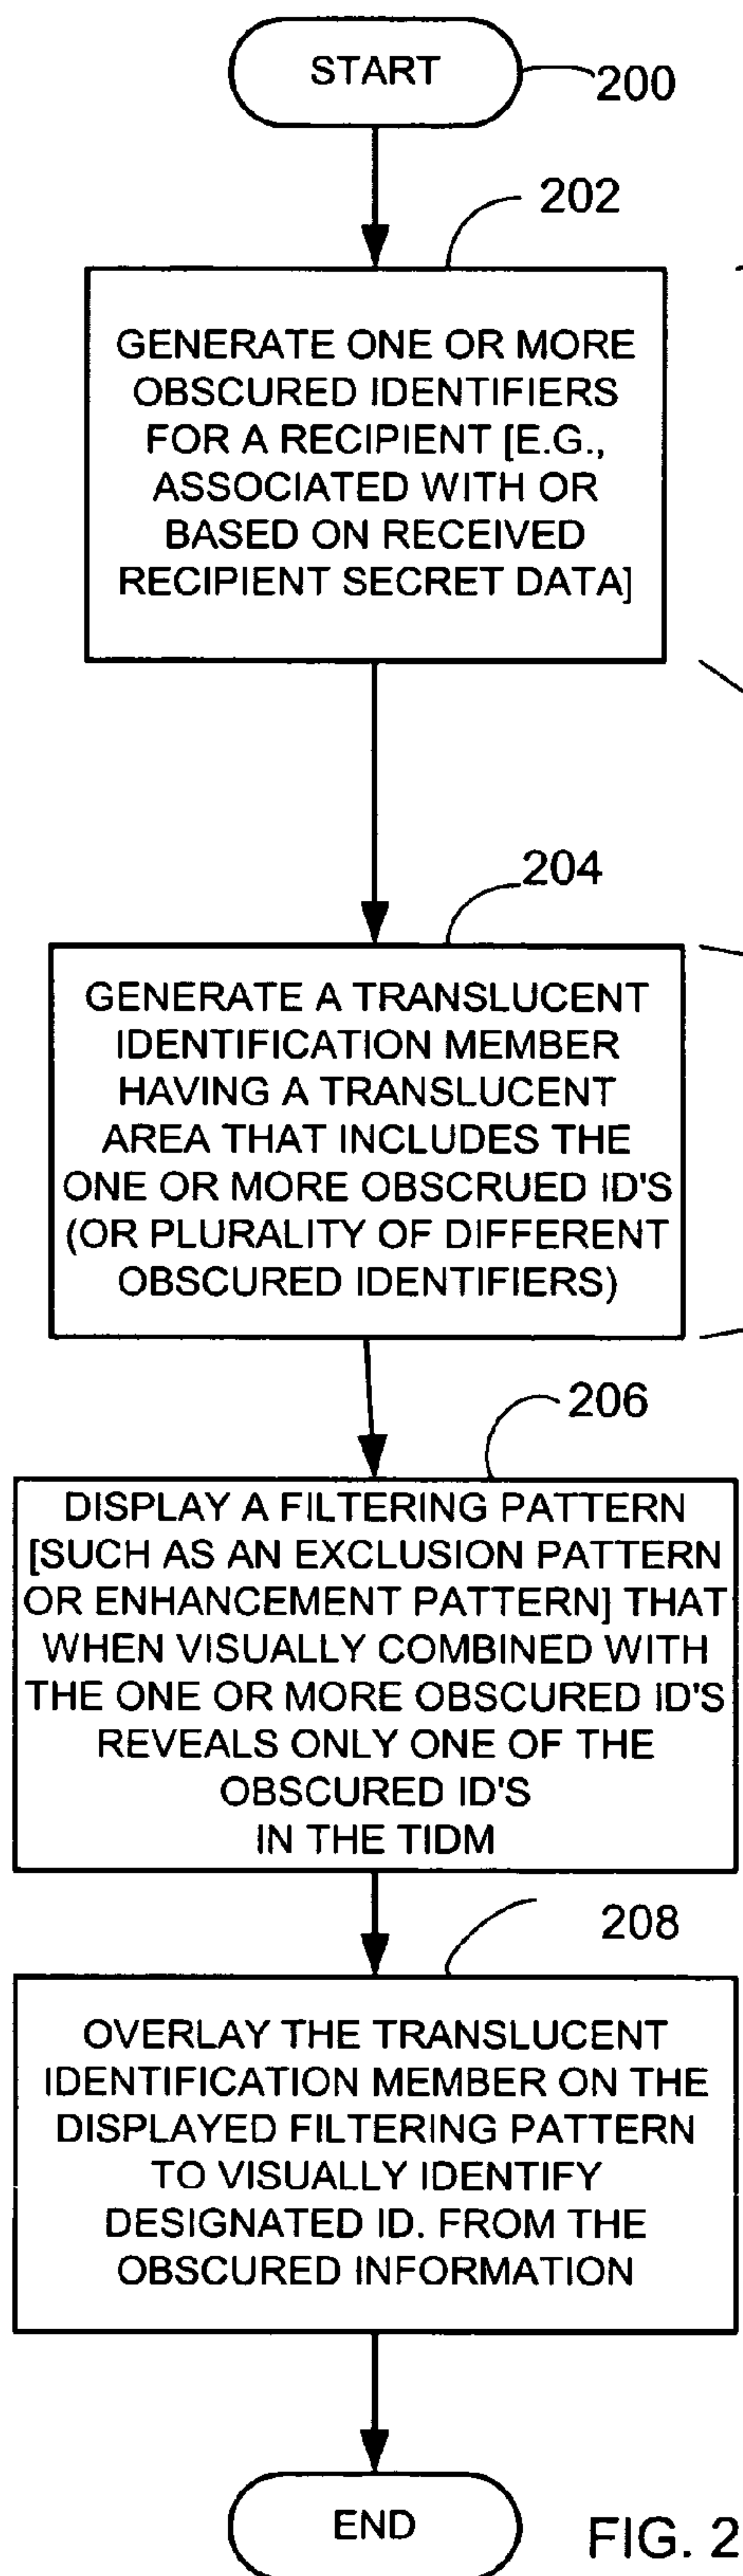 START
200
202
GENERATE ONE OR MORE
OBSCURED IDENTIFIERS
FOR A RECIPIENT [E.G.,
ASSOCIATED WITH OR
BASED ON RECEIVED
RECIPIENT SECRET DATA]
204
GENERATE A TRANSLUCENT
IDENTIFICATION MEMBER
HAVING A TRANSLUCENT
AREA THAT INCLUDES THE
ONE OR MORE OBSCRUED ID'S
(OR PLURALITY OF DIFFERENT
OBSCURED IDENTIFIERS)
206
DISPLAY A FILTERING PATTERN
[SUCH AS AN EXCLUSION PATTERN
OR ENHANCEMENT PATTERN] THAT
WHEN VISUALLY COMBINED WITH
THE ONE OR MORE OBSCURED ID'S
REVEALS ONLY ONE OF THE
OBSCURED ID'S
IN THE TIDM
208
OVERLAY THE TRANSLUCENT
IDENTIFICATION MEMBER ON THE
DISPLAYED FILTERING PATTERN
TO VISUALLY IDENTIFY
DESIGNATED ID. FROM THE
OBSCURED INFORMATION
END
FIG. 2